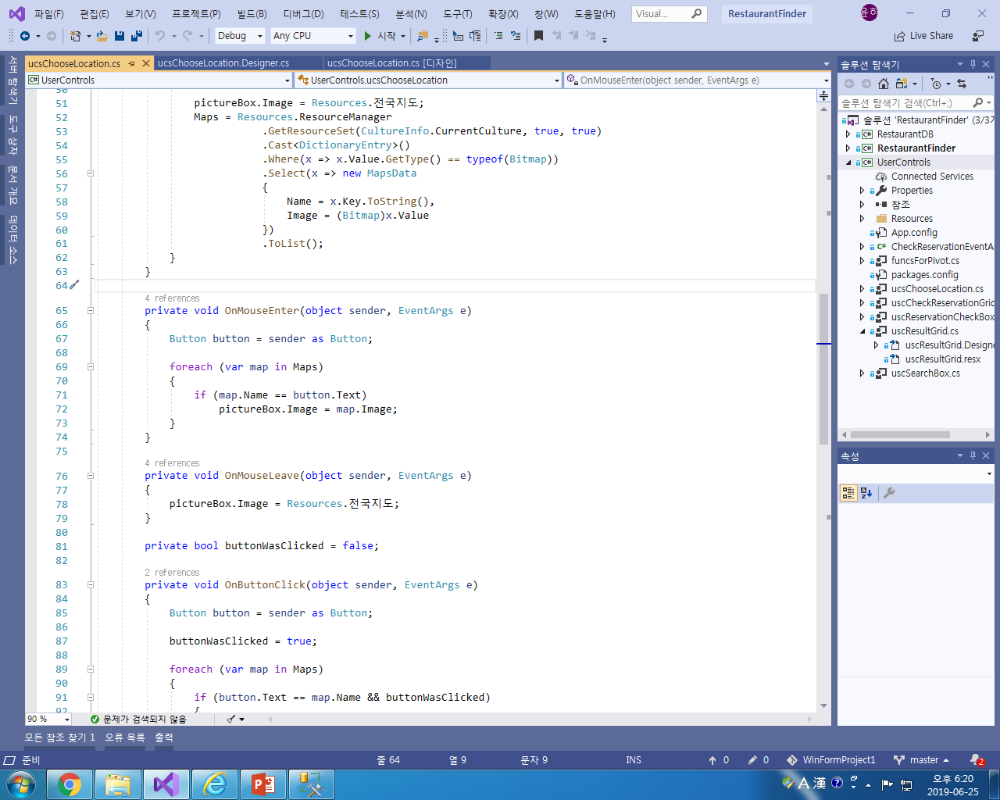 파일(F) 편집(E) 보기(V) 프로젝트(P) 빌드(B) 디버그(D) 테스트(S) 분석(N) 도구(T) 확장(X) 창(W) 도움말(H) Visual... RestaurantFinder 윤하
Debug Any CPU 시작 Live Share
서버 탐색기
도구 상자
문서 개요
데이터 소스
ucsChooseLocation.cs ucsChooseLocation.Designer.cs ucsChooseLocation.cs [디자인]
UserControls UserControls.ucsChooseLocation OnMouseEnter(object sender, EventArgs e)
50
51 pictureBox.Image = Resources.전국지도;
52 Maps = Resources.ResourceManager
53 .GetResourceSet(CultureInfo.CurrentCulture, true, true)
54 .Cast<DictionaryEntry>()
55 .Where(x => x.Value.GetType() == typeof(Bitmap))
56 .Select(x => new MapsData
57 {
58 Name = x.Key.ToString(),
59 Image = (Bitmap)x.Value
60 })
61 .ToList();
62 }
63 }
64
4 references
65 private void OnMouseEnter(object sender, EventArgs e)
66 {
67 Button button = sender as Button;
68
69 foreach (var map in Maps)
70 {
71 if (map.Name == button.Text)
72 pictureBox.Image = map.Image;
73 }
74 }
75
4 references
76 private void OnMouseLeave(object sender, EventArgs e)
77 {
78 pictureBox.Image = Resources.전국지도;
79 }
80
81 private bool buttonWasClicked = false;
82
2 references
83 private void OnButtonClick(object sender, EventArgs e)
84 {
85 Button button = sender as Button;
86
87 buttonWasClicked = true;
88
89 foreach (var map in Maps)
90 {
91 if (button.Text == map.Name && buttonWasClicked)
92 {
90 % 문제가 검색되지 않음
솔루션 탐색기
솔루션 탐색기 검색(Ctrl+;)
솔루션 'RestaurantFinder' (3/3?
RestaurantDB
RestaurantFinder
UserControls
Connected Services
Properties
참조
Resources
App.config
CheckReservationEventA
funcsForPivot.cs
packages.config
ucsChooseLocation.cs
uscCheckReservationGrid
uscReservationCheckBox
uscResultGrid.cs
uscResultGrid.Designe
uscResultGrid.resx
uscSearchBox.cs
속성
모든 참조 찾기 1 오류 목록 출력
준비 줄 64 열 9 문자 9 INS 0 0 WinFormProject1 master 2
A 漢 오후 6:20
2019-06-25